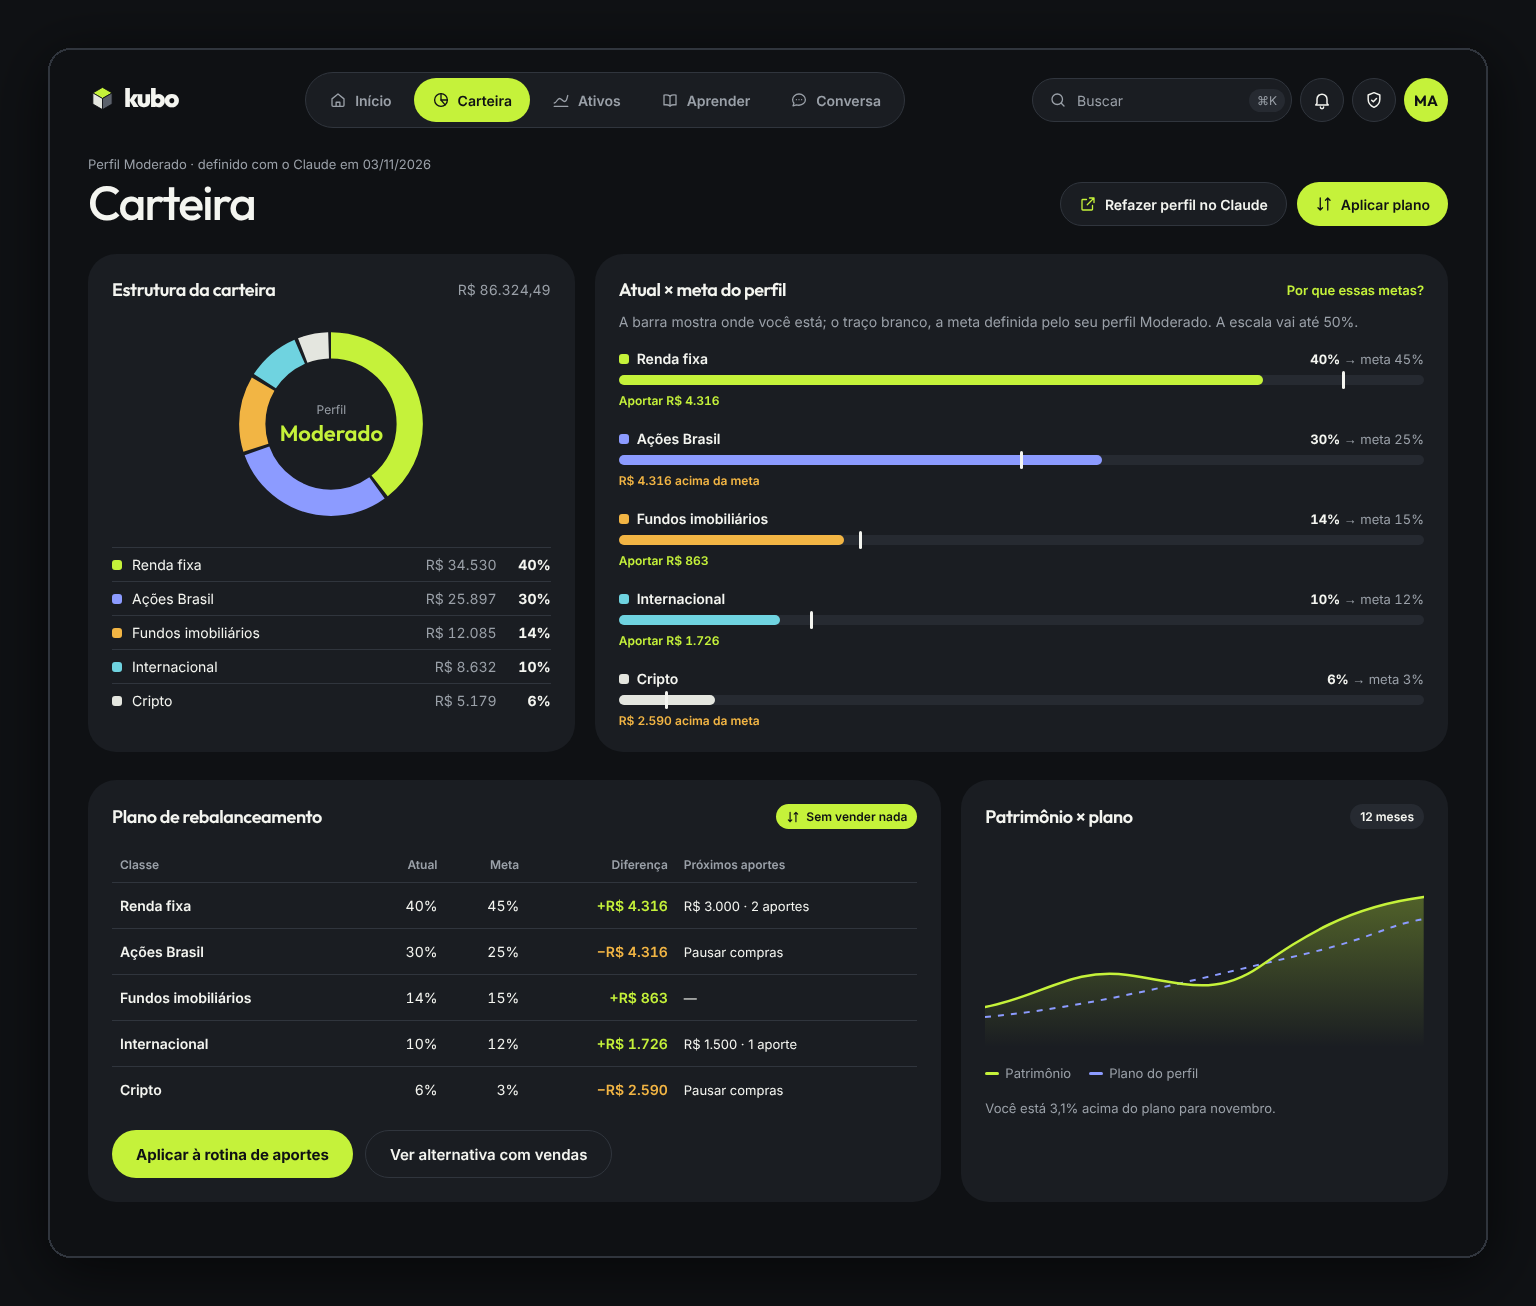 kubo
Início
Carteira
Ativos
Aprender
Conversa
Buscar
⌘K
MA
Perfil Moderado · definido com o Claude em 03/11/2026
Carteira
Refazer perfil no Claude
Aplicar plano
Estrutura da carteira
R$ 86.324,49
Perfil
Moderado
Renda fixa R$ 34.530 40%
Ações Brasil R$ 25.897 30%
Fundos imobiliários R$ 12.085 14%
Internacional R$ 8.632 10%
Cripto R$ 5.179 6%
Atual × meta do perfil
Por que essas metas?
A barra mostra onde você está; o traço branco, a meta definida pelo seu perfil Moderado. A escala vai até 50%.
Renda fixa 40% → meta 45%
Aportar R$ 4.316
Ações Brasil 30% → meta 25%
R$ 4.316 acima da meta
Fundos imobiliários 14% → meta 15%
Aportar R$ 863
Internacional 10% → meta 12%
Aportar R$ 1.726
Cripto 6% → meta 3%
R$ 2.590 acima da meta
Plano de rebalanceamento
Sem vender nada
Classe Atual Meta Diferença Próximos aportes
Renda fixa 40% 45% +R$ 4.316 R$ 3.000 · 2 aportes
Ações Brasil 30% 25% −R$ 4.316 Pausar compras
Fundos imobiliários 14% 15% +R$ 863 —
Internacional 10% 12% +R$ 1.726 R$ 1.500 · 1 aporte
Cripto 6% 3% −R$ 2.590 Pausar compras
Aplicar à rotina de aportes
Ver alternativa com vendas
Patrimônio × plano
12 meses
Patrimônio
Plano do perfil
Você está 3,1% acima do plano para novembro.